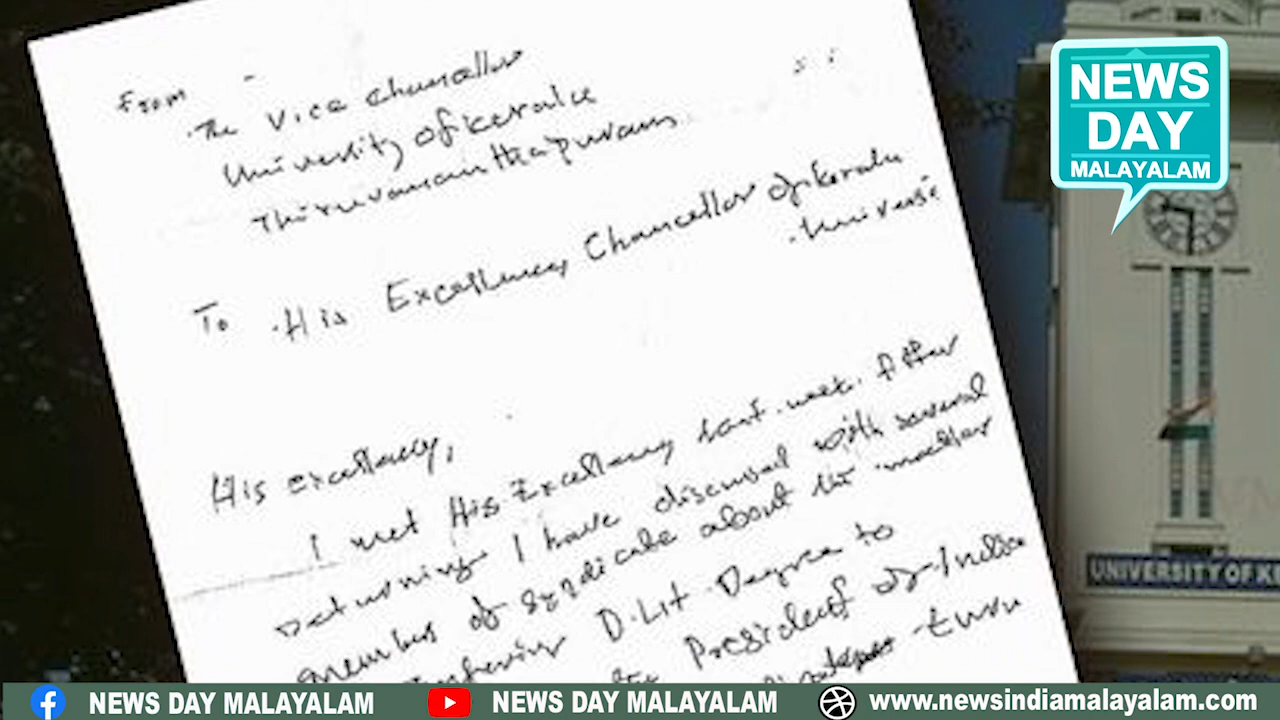 From
The Vice Chancellor
University of Kerala
Thiruvananthapuram
To His Excellency Chancellor of Kerala
Universi
His excellency,
I met His Excellency last week. After
returning I have discussed with several
members of syndicate about the matter
D.Lit Degree to
President of India
turn
NEWS
DAY
MALAYALAM
UNIVERSITY OF KE
NEWS DAY MALAYALAM
NEWS DAY MALAYALAM
www.newsindiamalayalam.com